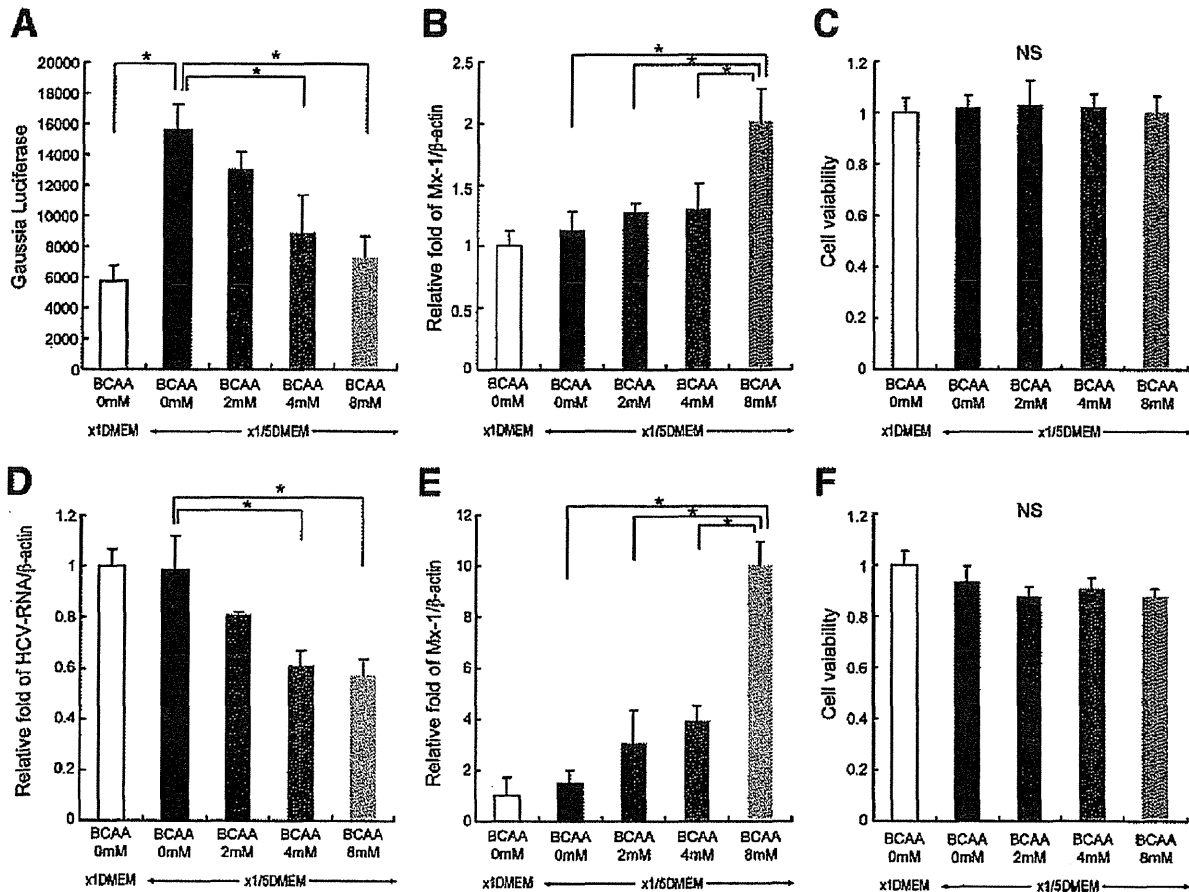 A
Gaussia Luciferase
20000
18000
16000
14000
12000
10000
8000
6000
4000
2000
0
*
*
*
BCAA 0mM
BCAA 0mM
BCAA 2mM
BCAA 4mM
BCAA 8mM
x1DMEM
x1/5DMEM
B
Relative fold of Mx-1/β-actin
2.5
2
1.5
1
0.5
0
*
*
*
BCAA 0mM
BCAA 0mM
BCAA 2mM
BCAA 4mM
BCAA 8mM
x1DMEM
x1/5DMEM
C
NS
Cell vaiability
1.2
1
0.8
0.6
0.4
0.2
0
BCAA 0mM
BCAA 0mM
BCAA 2mM
BCAA 4mM
BCAA 8mM
x1DMEM
x1/5DMEM
D
Relative fold of HCV-RNA/β-actin
1.2
1
0.8
0.6
0.4
0.2
0
*
*
BCAA 0mM
BCAA 0mM
BCAA 2mM
BCAA 4mM
BCAA 8mM
x1DMEM
x1/5DMEM
E
Relative fold of Mx-1/β-actin
12
10
8
6
4
2
0
*
*
*
BCAA 0mM
BCAA 0mM
BCAA 2mM
BCAA 4mM
BCAA 8mM
x1DMEM
x1/5DMEM
F
NS
Cell vaiability
1.2
1
0.8
0.6
0.4
0.2
0
BCAA 0mM
BCAA 0mM
BCAA 2mM
BCAA 4mM
BCAA 8mM
x1DMEM
x1/5DMEM